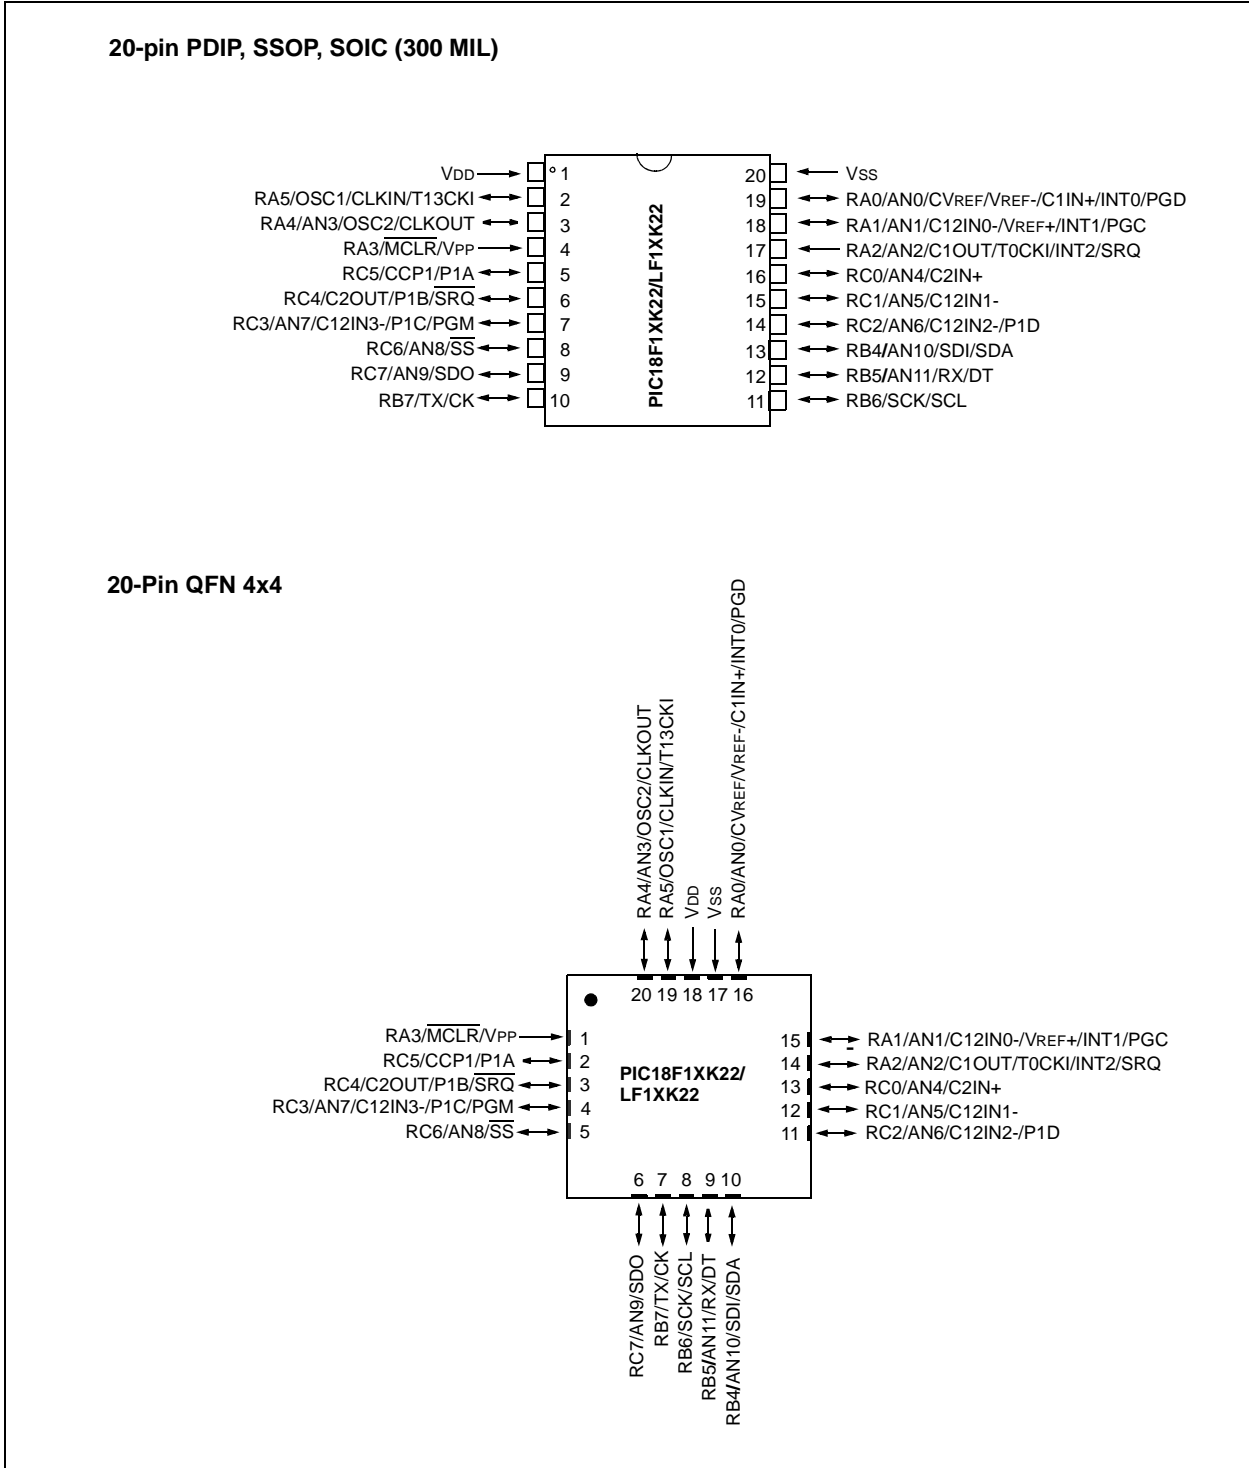 20-pin PDIP, SSOP, SOIC (300 MIL)
VDD 1
RA5/OSC1/CLKIN/T13CKI 2
RA4/AN3/OSC2/CLKOUT 3
RA3/MCLR/VPP 4
RC5/CCP1/P1A 5
RC4/C2OUT/P1B/SRQ 6
RC3/AN7/C12IN3-/P1C/PGM 7
RC6/AN8/SS 8
RC7/AN9/SDO 9
RB7/TX/CK 10
PIC18F1XK22/LF1XK22
20 VSS
19 RA0/AN0/CVREF/VREF-/C1IN+/INT0/PGD
18 RA1/AN1/C12IN0-/VREF+/INT1/PGC
17 RA2/AN2/C1OUT/T0CKI/INT2/SRQ
16 RC0/AN4/C2IN+
15 RC1/AN5/C12IN1-
14 RC2/AN6/C12IN2-/P1D
13 RB4/AN10/SDI/SDA
12 RB5/AN11/RX/DT
11 RB6/SCK/SCL
20-Pin QFN 4x4
RA4/AN3/OSC2/CLKOUT
RA5/OSC1/CLKIN/T13CKI
VDD
VSS
RA0/AN0/CVREF/VREF-/C1IN+/INT0/PGD
20 19 18 17 16
RA3/MCLR/VPP 1
RC5/CCP1/P1A 2
RC4/C2OUT/P1B/SRQ 3
RC3/AN7/C12IN3-/P1C/PGM 4
RC6/AN8/SS 5
PIC18F1XK22/
LF1XK22
15 RA1/AN1/C12IN0-/VREF+/INT1/PGC
14 RA2/AN2/C1OUT/T0CKI/INT2/SRQ
13 RC0/AN4/C2IN+
12 RC1/AN5/C12IN1-
11 RC2/AN6/C12IN2-/P1D
6 7 8 9 10
RC7/AN9/SDO
RB7/TX/CK
RB6/SCK/SCL
RB5/AN11/RX/DT
RB4/AN10/SDI/SDA